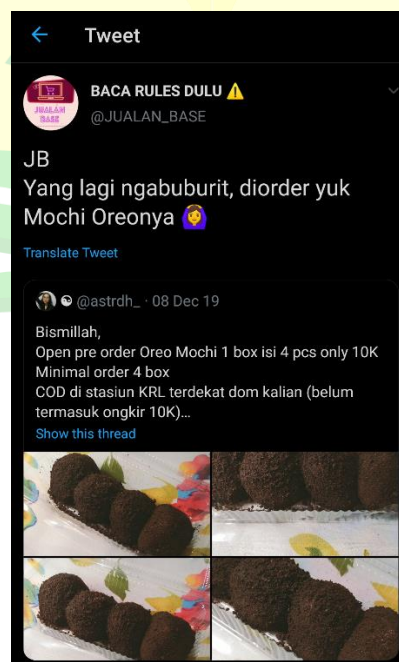 Tweet
BACA RULES DULU ⚠️
@JUALAN_BASE
JUALAN
BASE
JB
Yang lagi ngabuburit, diorder yuk
Mochi Oreonya 🙆‍♀️
Translate Tweet
☯ @astrdh_ · 08 Dec 19
Bismillah,
Open pre order Oreo Mochi 1 box isi 4 pcs only 10K
Minimal order 4 box
COD di stasiun KRL terdekat dom kalian (belum
termasuk ongkir 10K)...
Show this thread